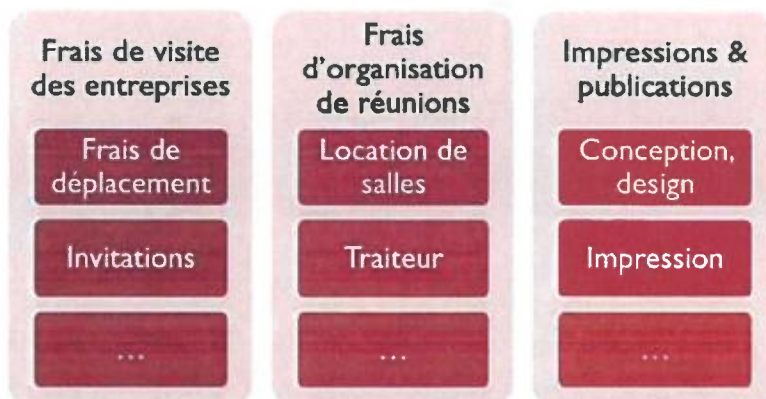 Frais de visite
des entreprises
Frais de
déplacement
Invitations
...
Frais
d'organisation
de réunions
Location de
salles
Traiteur
...
Impressions &
publications
Conception,
design
Impression
...